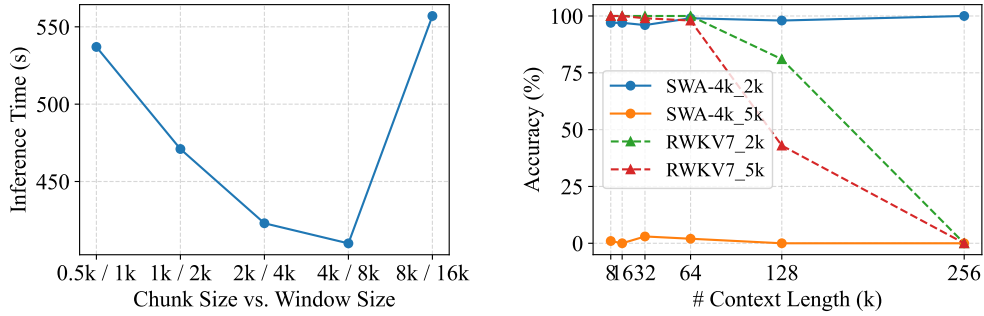 550
500
450
Inference Time (s)
0.5k / 1k 1k / 2k 2k / 4k 4k / 8k 8k / 16k
Chunk Size vs. Window Size
100
75
50
25
0
Accuracy (%)
SWA-4k_2k
SWA-4k_5k
RWKV7_2k
RWKV7_5k
8 16 32 64 128 256
# Context Length (k)